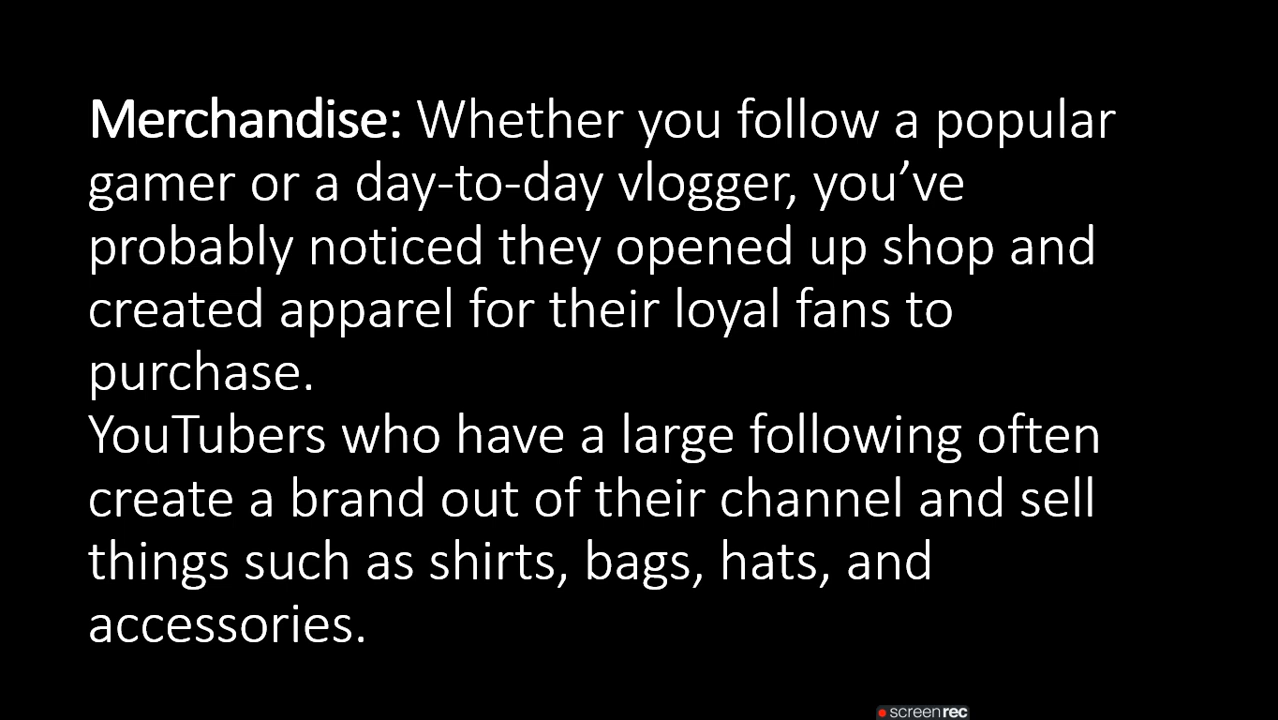 Merchandise: Whether you follow a popular
gamer or a day-to-day vlogger, you’ve
probably noticed they opened up shop and
created apparel for their loyal fans to
purchase.
YouTubers who have a large following often
create a brand out of their channel and sell
things such as shirts, bags, hats, and
accessories.
screenrec